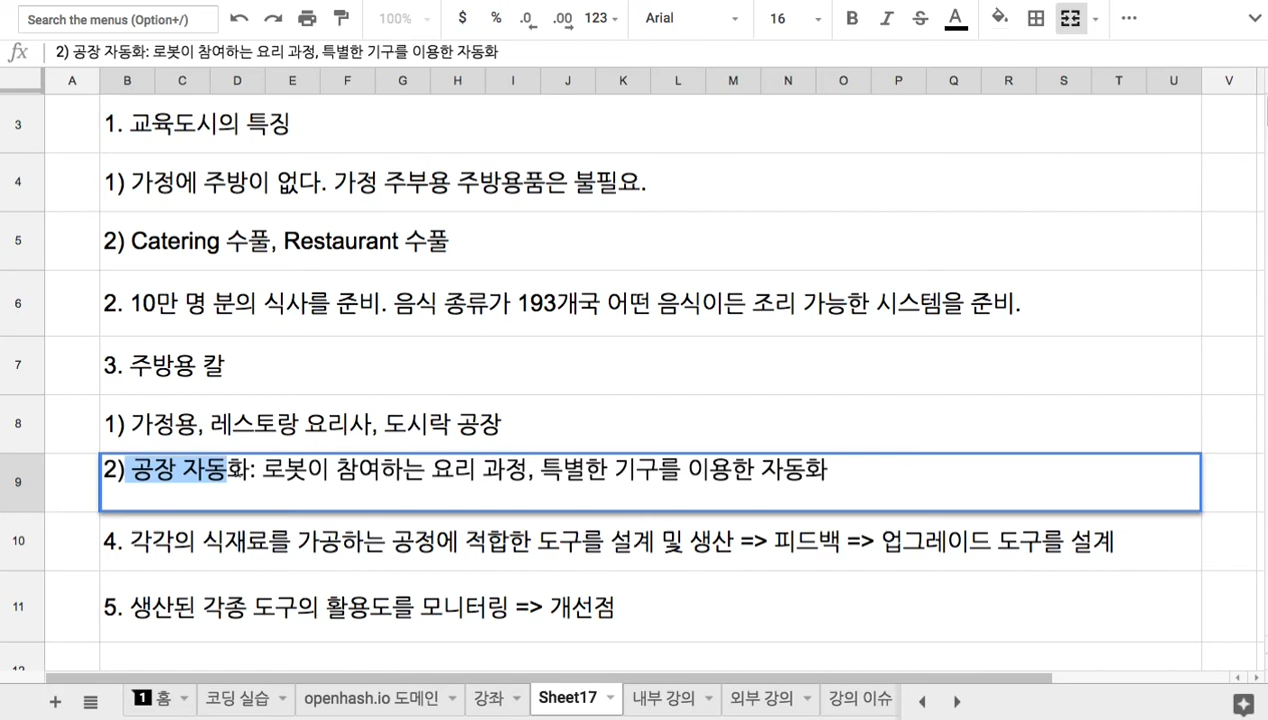 Search the menus (Option+/)
100%
$ % .0 .00 123
Arial
16
B I S A
fx 2) 공장 자동화: 로봇이 참여하는 요리 과정, 특별한 기구를 이용한 자동화
A B C D E F G H I J K L M N O P Q R S T U V
3 1. 교육도시의 특징
4 1) 가정에 주방이 없다. 가정 주부용 주방용품은 불필요.
5 2) Catering 수풀, Restaurant 수풀
6 2. 10만 명 분의 식사를 준비. 음식 종류가 193개국 어떤 음식이든 조리 가능한 시스템을 준비.
7 3. 주방용 칼
8 1) 가정용, 레스토랑 요리사, 도시락 공장
9 2) 공장 자동화: 로봇이 참여하는 요리 과정, 특별한 기구를 이용한 자동화
10 4. 각각의 식재료를 가공하는 공정에 적합한 도구를 설계 및 생산 => 피드백 => 업그레이드 도구를 설계
11 5. 생산된 각종 도구의 활용도를 모니터링 => 개선점
12
1 홈 코딩 실습 openhash.io 도메인 강좌 Sheet17 내부 강의 외부 강의 강의 이슈